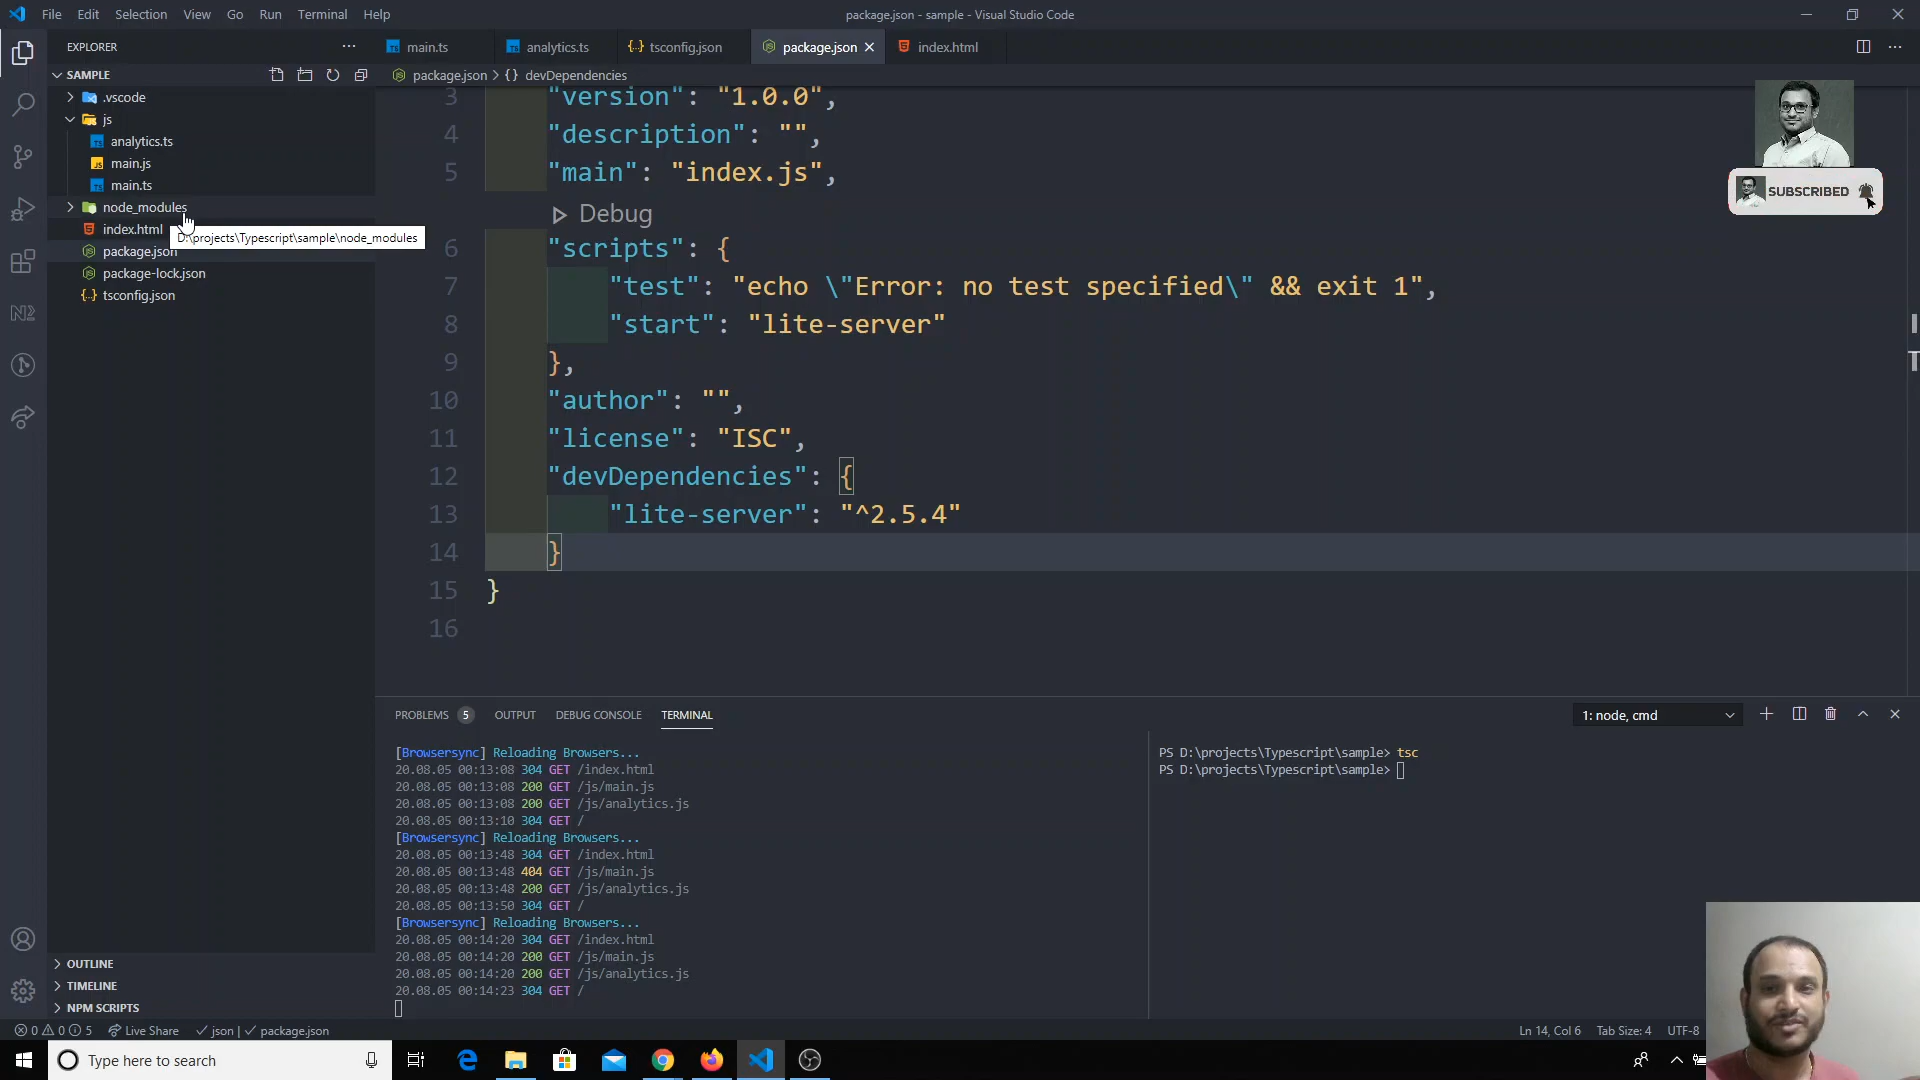 File Edit Selection View Go Run Terminal Help
package.json - sample - Visual Studio Code
EXPLORER
main.ts
analytics.ts
{} tsconfig.json
package.json
index.html
SAMPLE
package.json > {} devDependencies
.vscode
js
analytics.ts
main.js
main.ts
node_modules
index.html
D:\projects\Typescript\sample\node_modules
package.json
package-lock.json
{} tsconfig.json
3 "version": "1.0.0",
4 "description": "",
5 "main": "index.js",
Debug
6 "scripts": {
7 "test": "echo \"Error: no test specified\" && exit 1",
8 "start": "lite-server"
9 },
10 "author": "",
11 "license": "ISC",
12 "devDependencies": {
13 "lite-server": "^2.5.4"
14 }
15 }
16
SUBSCRIBED
PROBLEMS 5 OUTPUT DEBUG CONSOLE TERMINAL
1: node, cmd
[Browsersync] Reloading Browsers...
20.08.05 00:13:08 304 GET /index.html
20.08.05 00:13:08 200 GET /js/main.js
20.08.05 00:13:08 200 GET /js/analytics.js
20.08.05 00:13:10 304 GET /
[Browsersync] Reloading Browsers...
20.08.05 00:13:48 304 GET /index.html
20.08.05 00:13:48 404 GET /js/main.js
20.08.05 00:13:48 200 GET /js/analytics.js
20.08.05 00:13:50 304 GET /
[Browsersync] Reloading Browsers...
20.08.05 00:14:20 304 GET /index.html
20.08.05 00:14:20 200 GET /js/main.js
20.08.05 00:14:20 200 GET /js/analytics.js
20.08.05 00:14:23 304 GET /
PS D:\projects\Typescript\sample> tsc
PS D:\projects\Typescript\sample>
OUTLINE
TIMELINE
NPM SCRIPTS
0 0 5 Live Share json | package.json
Ln 14, Col 6 Tab Size: 4 UTF-8
Type here to search